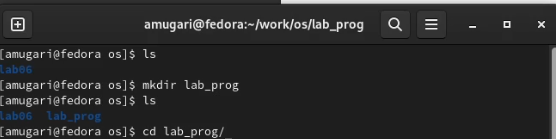 amugari@fedora:~/work/os/lab_prog
[amugari@fedora os]$ ls
lab06
[amugari@fedora os]$ mkdir lab_prog
[amugari@fedora os]$ ls
lab06  lab_prog
[amugari@fedora os]$ cd lab_prog/